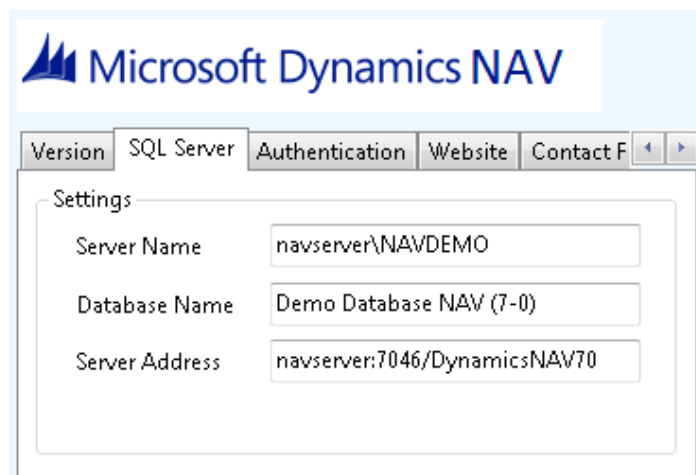 Microsoft Dynamics NAV
Version SQL Server Authentication Website Contact F
Settings
Server Name navserver\NAVDEMO
Database Name Demo Database NAV (7-0)
Server Address navserver:7046/DynamicsNAV70